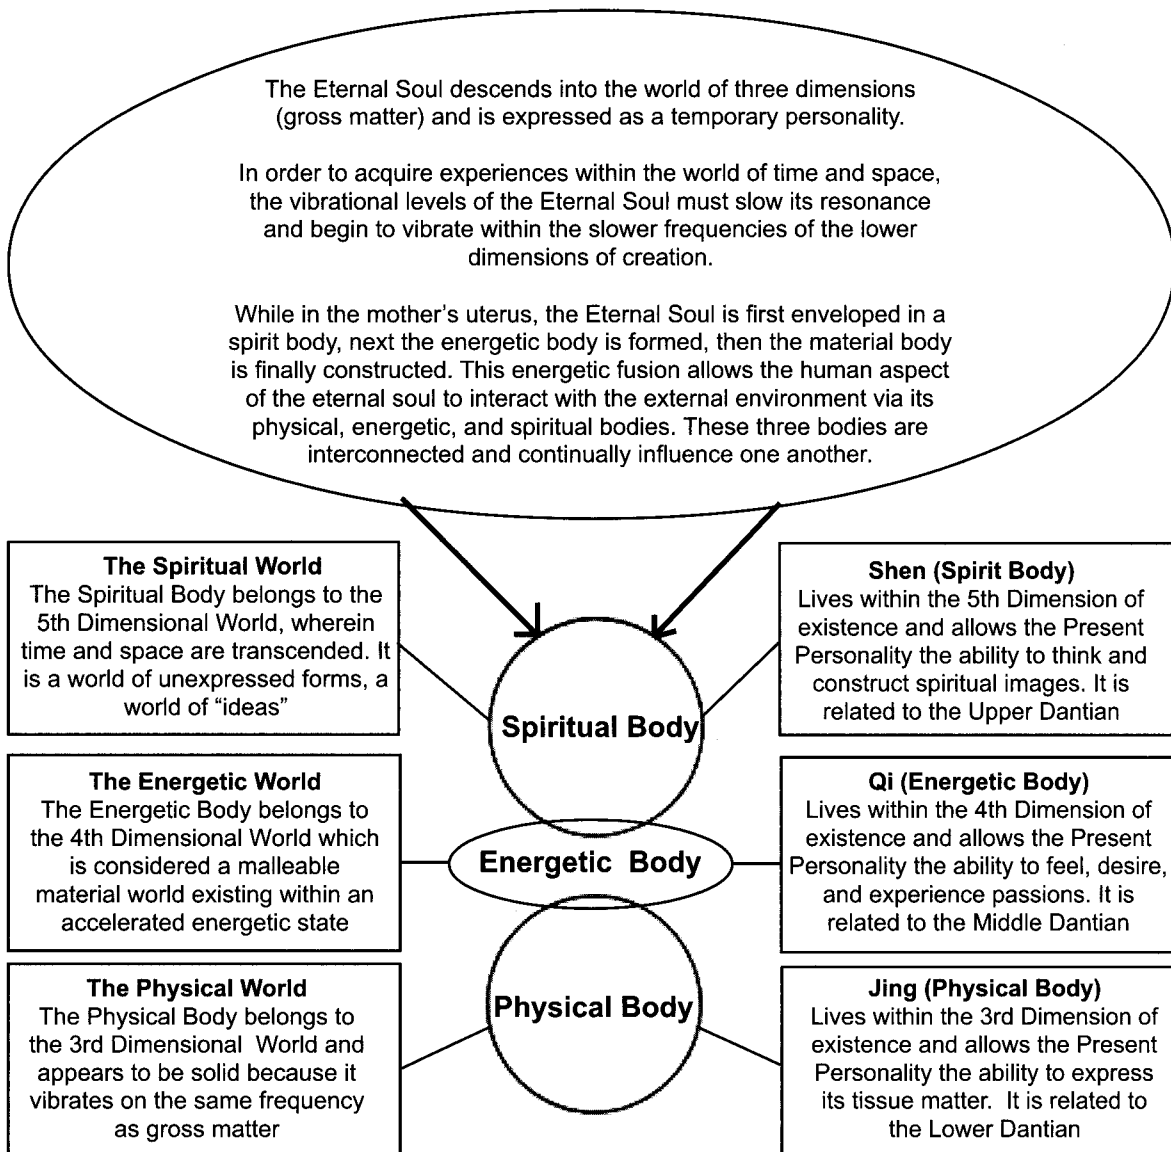 The Eternal Soul descends into the world of three dimensions
(gross matter) and is expressed as a temporary personality.
In order to acquire experiences within the world of time and space,
the vibrational levels of the Eternal Soul must slow its resonance
and begin to vibrate within the slower frequencies of the lower
dimensions of creation.
While in the mother's uterus, the Eternal Soul is first enveloped in a
spirit body, next the energetic body is formed, then the material body
is finally constructed. This energetic fusion allows the human aspect
of the eternal soul to interact with the external environment via its
physical, energetic, and spiritual bodies. These three bodies are
interconnected and continually influence one another.
The Spiritual World
The Spiritual Body belongs to the
5th Dimensional World, wherein
time and space are transcended. It
is a world of unexpressed forms, a
world of “ideas”
Spiritual Body
Shen (Spirit Body)
Lives within the 5th Dimension of
existence and allows the Present
Personality the ability to think and
construct spiritual images. It is
related to the Upper Dantian
The Energetic World
The Energetic Body belongs to
the 4th Dimensional World which
is considered a malleable
material world existing within an
accelerated energetic state
Energetic Body
Qi (Energetic Body)
Lives within the 4th Dimension of
existence and allows the Present
Personality the ability to feel, desire,
and experience passions. It is
related to the Middle Dantian
The Physical World
The Physical Body belongs to
the 3rd Dimensional World and
appears to be solid because it
vibrates on the same frequency
as gross matter
Physical Body
Jing (Physical Body)
Lives within the 3rd Dimension of
existence and allows the Present
Personality the ability to express
its tissue matter. It is related to
the Lower Dantian